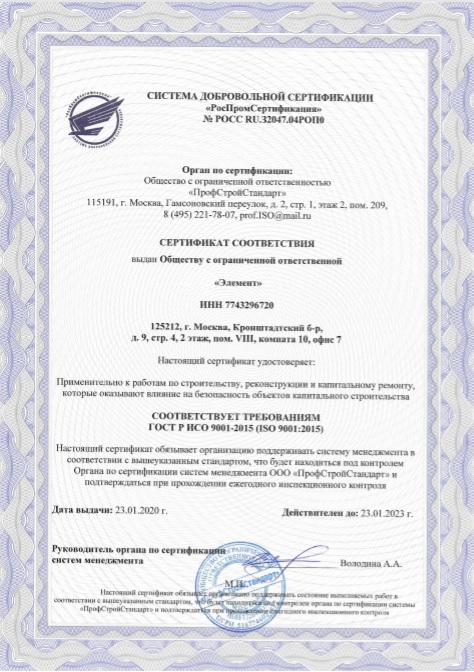 СИСТЕМА ДОБРОВОЛЬНОЙ СЕРТИФИКАЦИИ
«РосПромСертификация»
№ РОСС RU.32047.04РОП0
Орган по сертификации:
Общество с ограниченной ответственностью
«ПрофСтройСтандарт»
115191, г. Москва, Гамсоновский переулок, д. 2, стр. 1, этаж 2, пом. 209,
8 (495) 221-78-07, prof.ISO@mail.ru
СЕРТИФИКАТ СООТВЕТСТВИЯ
выдан Обществу с ограниченной ответственной
«Элемент»
ИНН 7743296720
125212, г. Москва, Кронштадтский б-р,
д. 9, стр. 4, 2 этаж, пом. VIII, комната 10, офис 7
Настоящий сертификат удостоверяет:
Применительно к работам по строительству, реконструкции и капитальному ремонту,
которые оказывают влияние на безопасность объектов капитального строительства
СООТВЕТСТВУЕТ ТРЕБОВАНИЯМ
ГОСТ Р ИСО 9001-2015 (ISO 9001:2015)
Настоящий сертификат обязывает организацию поддерживать систему менеджмента в
соответствии с вышеуказанным стандартом, что будет находиться под контролем
Органа по сертификации систем менеджмента ООО «ПрофСтройСтандарт» и
подтверждаться при прохождении ежегодного инспекционного контроля
Дата выдачи: 23.01.2020 г.
Действителен до: 23.01.2023 г.
Руководитель органа по сертификации
систем менеджмента
Володина А.А.
М.П.
Настоящий сертификат обязывает организацию поддерживать состояние выполняемых работ в
соответствии с вышеуказанным стандартом, что будет находиться под контролем органа по сертификации системы
«ПрофСтройСтандарт» и подтверждаться при прохождении ежегодного инспекционного контроля